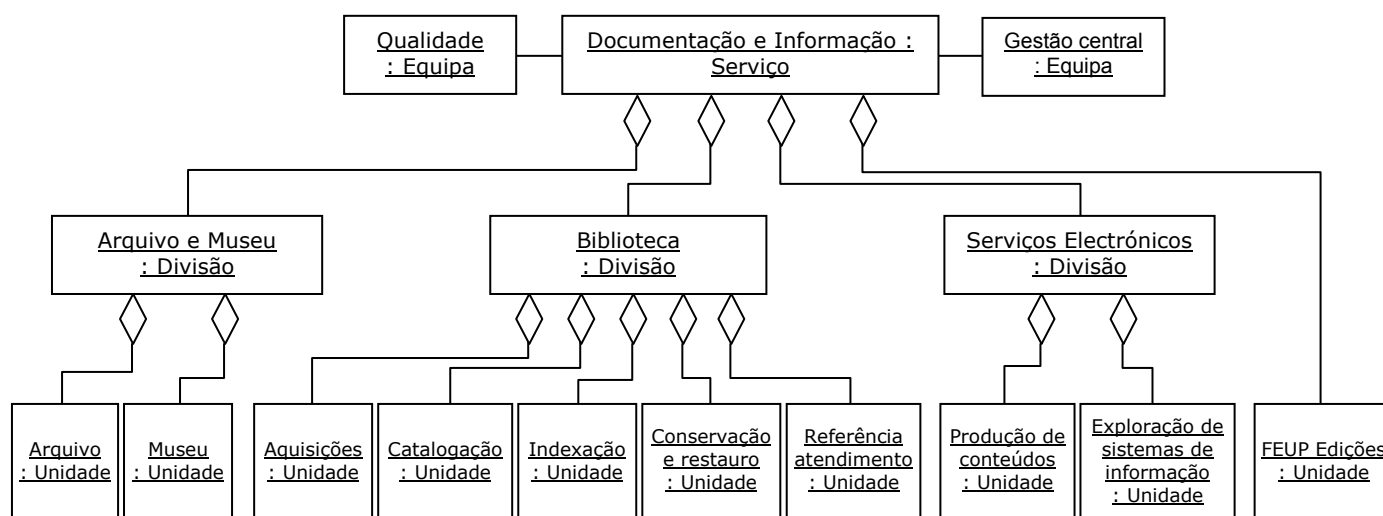 Qualidade
: Equipa
Documentação e Informação :
Serviço
Gestão central
: Equipa
Arquivo e Museu
: Divisão
Biblioteca
: Divisão
Serviços Electrónicos
: Divisão
Arquivo
: Unidade
Museu
: Unidade
Aquisições
: Unidade
Catalogação
: Unidade
Indexação
: Unidade
Conservação
e restauro
: Unidade
Referência
atendimento
: Unidade
Produção de
conteúdos
: Unidade
Exploração de
sistemas de
informação
: Unidade
FEUP Edições
: Unidade